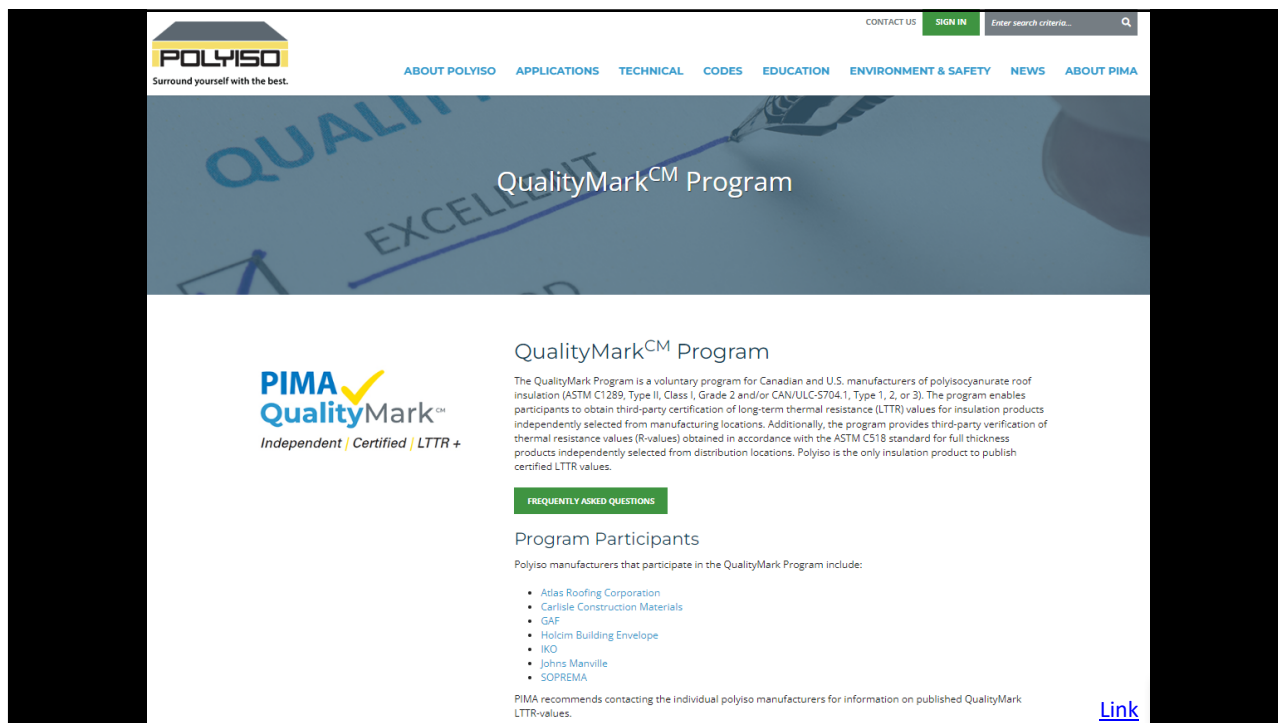 CONTACT US
SIGN IN
Enter search criteria...
POLYISO
Surround yourself with the best.
ABOUT POLYISO
APPLICATIONS
TECHNICAL
CODES
EDUCATION
ENVIRONMENT & SAFETY
NEWS
ABOUT PIMA
QUALITY
EXCELLENT
QualityMarkCM Program
PIMA
QualityMark CM
Independent | Certified | LTTR +
QualityMarkCM Program
The QualityMark Program is a voluntary program for Canadian and U.S. manufacturers of polyisocyanurate roof
insulation (ASTM C1289, Type II, Class I, Grade 2 and/or CAN/ULC-S704.1, Type 1, 2, or 3). The program enables
participants to obtain third-party certification of long-term thermal resistance (LTTR) values for insulation products
independently selected from manufacturing locations. Additionally, the program provides third-party verification of
thermal resistance values (R-values) obtained in accordance with the ASTM C518 standard for full thickness
products independently selected from distribution locations. Polyiso is the only insulation product to publish
certified LTTR values.
FREQUENTLY ASKED QUESTIONS
Program Participants
Polyiso manufacturers that participate in the QualityMark Program include:
• Atlas Roofing Corporation
• Carlisle Construction Materials
• GAF
• Holcim Building Envelope
• IKO
• Johns Manville
• SOPREMA
PIMA recommends contacting the individual polyiso manufacturers for information on published QualityMark
LTTR-values.
Link